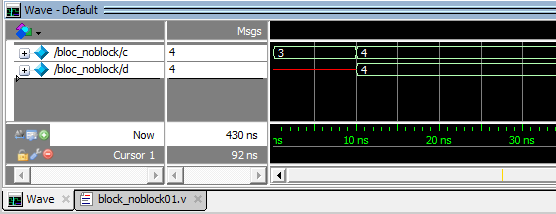 Wave - Default
Msgs
/bloc_noblock/c 4 3 4
/bloc_noblock/d 4 4
Now 430 ns ns 10 ns 20 ns 30 ns
Cursor 1 92 ns
Wave block_noblock01.v